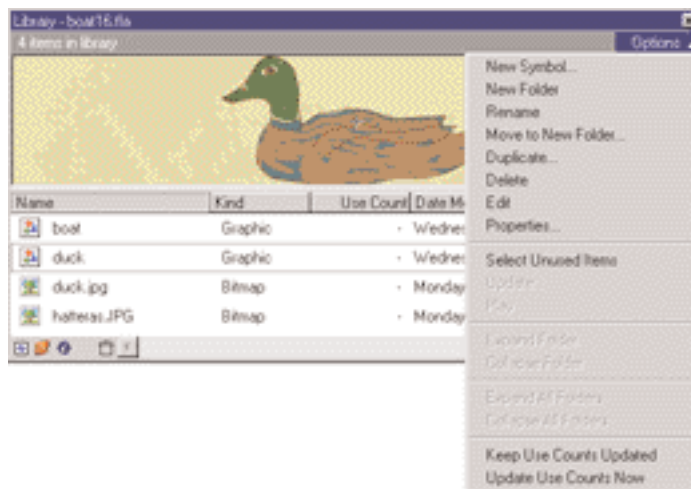 Library - boat16.fla
4 items in library
Options
New Symbol...
New Folder
Rename
Move to New Folder...
Duplicate...
Delete
Edit
Properties...
Select Unused Items
Update
Play
Expand Folder
Collapse Folder
Expand All Folders
Collapse All Folders
Keep Use Counts Updated
Update Use Counts Now
Name Kind Use Count Date M
boat Graphic - Wednes
duck Graphic - Wednes
duck.jpg Bitmap - Monday
hatteras.JPG Bitmap - Monday